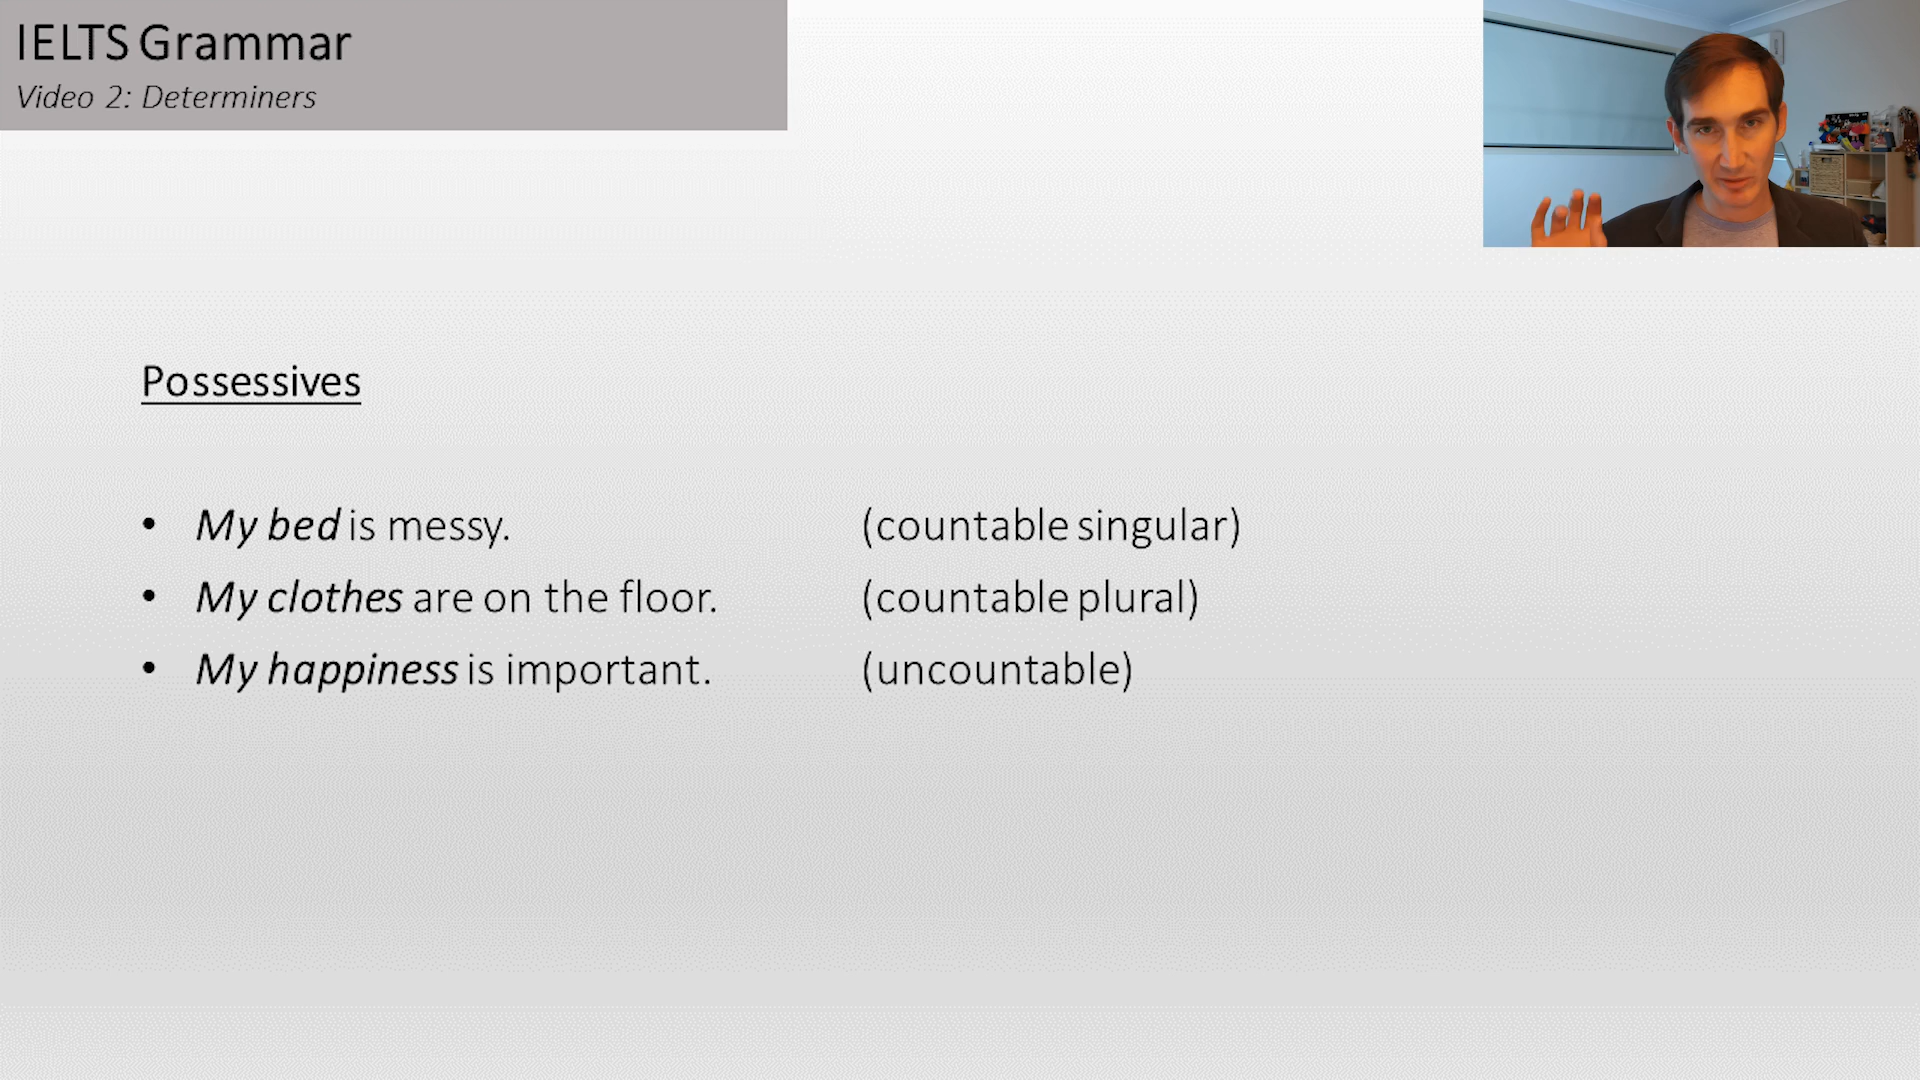 IELTS Grammar
Video 2: Determiners
Possessives
• My bed is messy. (countable singular)
• My clothes are on the floor. (countable plural)
• My happiness is important. (uncountable)